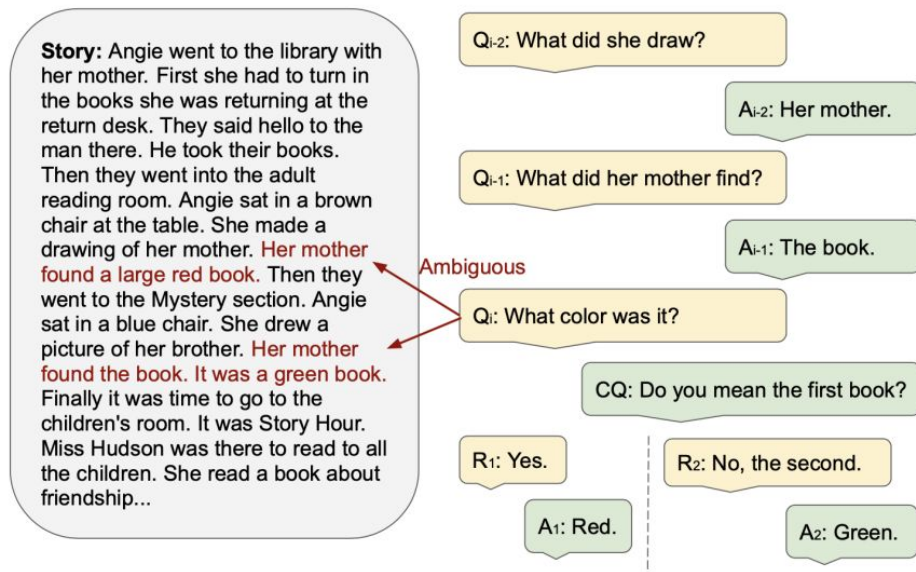 Story: Angie went to the library with
her mother. First she had to turn in
the books she was returning at the
return desk. They said hello to the
man there. He took their books.
Then they went into the adult
reading room. Angie sat in a brown
chair at the table. She made a
drawing of her mother. Her mother
found a large red book. Then they
went to the Mystery section. Angie
sat in a blue chair. She drew a
picture of her brother. Her mother
found the book. It was a green book.
Finally it was time to go to the
children's room. It was Story Hour.
Miss Hudson was there to read to all
the children. She read a book about
friendship...
Ambiguous
Qi-2: What did she draw?
Ai-2: Her mother.
Qi-1: What did her mother find?
Ai-1: The book.
Qi: What color was it?
CQ: Do you mean the first book?
R1: Yes.
A1: Red.
R2: No, the second.
A2: Green.